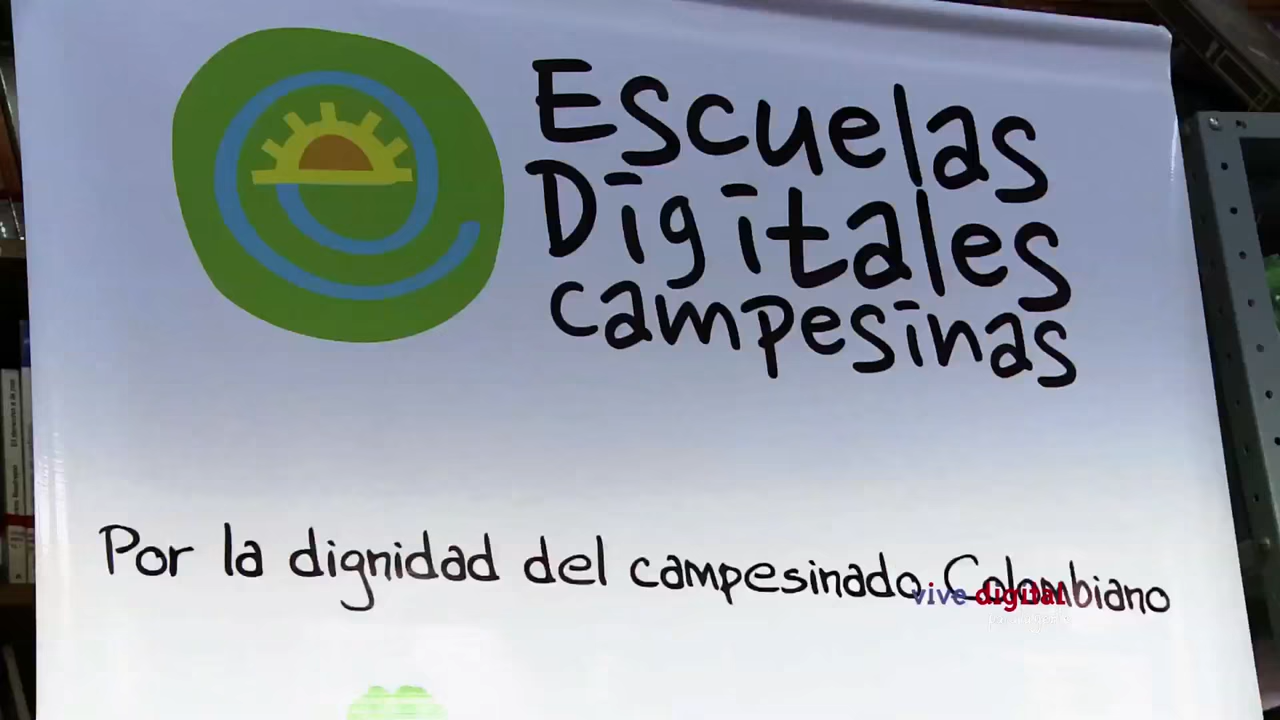 Escuelas
Digitales
campesinas
Por la dignidad del campesinado Colombiano
vive digital